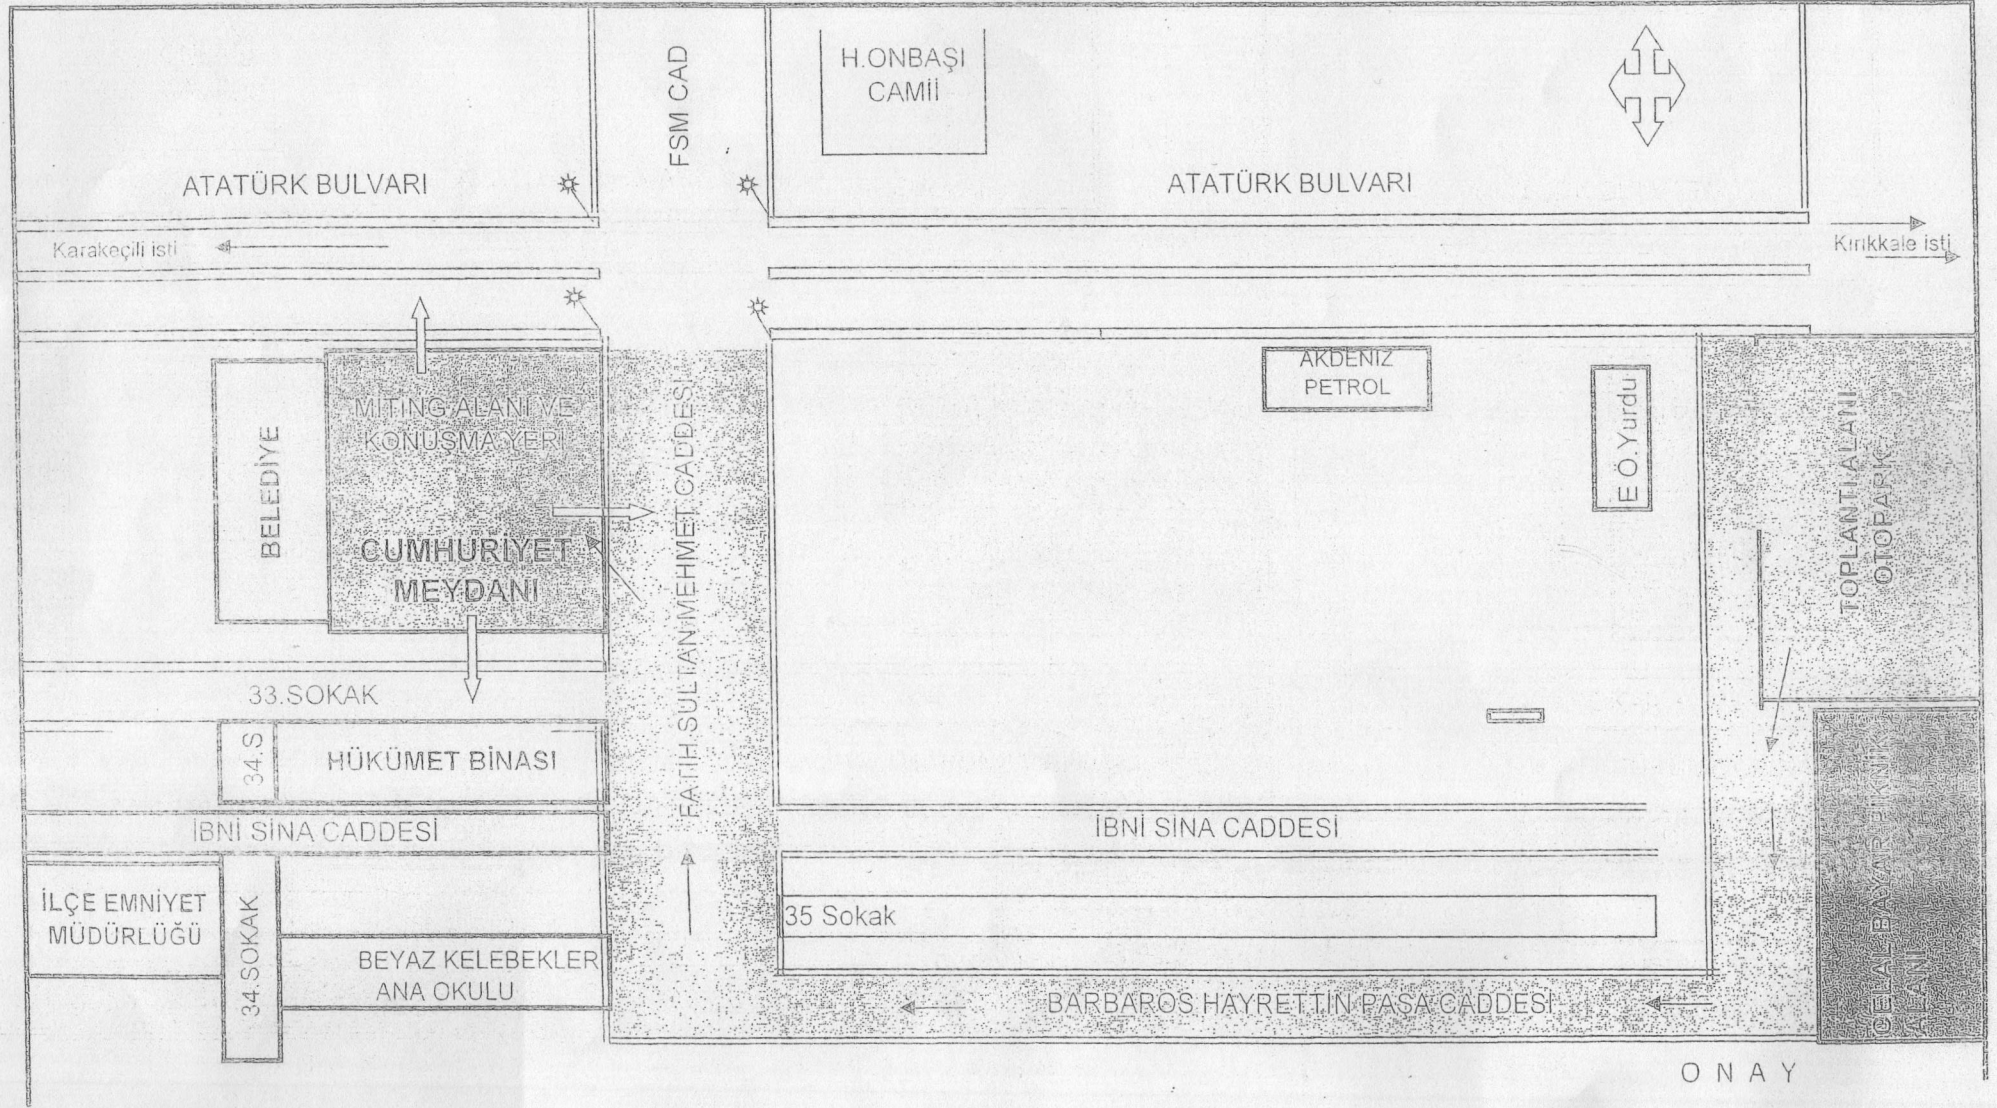 FSM CAD
H.ONBAŞI
CAMİİ
ATATÜRK BULVARI
ATATÜRK BULVARI
Karakeçili isti
Kırıkkale isti
BELEDİYE
MİTİNG ALANI VE
KONUŞMA YERİ
CUMHURİYET
MEYDANI
FATİH SULTAN MEHMET CADDESİ
AKDENİZ
PETROL
E Ö.Yurdu
TOPLANTI ALANI
OTOPARK
33.SOKAK
34.S
HÜKÜMET BİNASI
İBNİ SİNA CADDESİ
İBNİ SİNA CADDESİ
İLÇE EMNİYET
MÜDÜRLÜĞÜ
34.SOKAK
BEYAZ KELEBEKLER
ANA OKULU
35 Sokak
BARBAROS HAYRETTİN PAŞA CADDESİ
CELAL BAYAR PİKNİK
ALANI
O N A Y